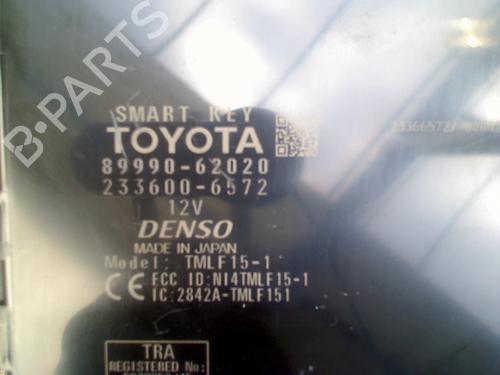 B-PARTS
SMART KEY
TOYOTA
89990-62020
233600-6572
12V
DENSO
MADE IN JAPAN
Model: TMLF15-1
CE FCC ID:NI4TMLF15-1
IC:2842A-TMLF151
TRA
REGISTERED No: